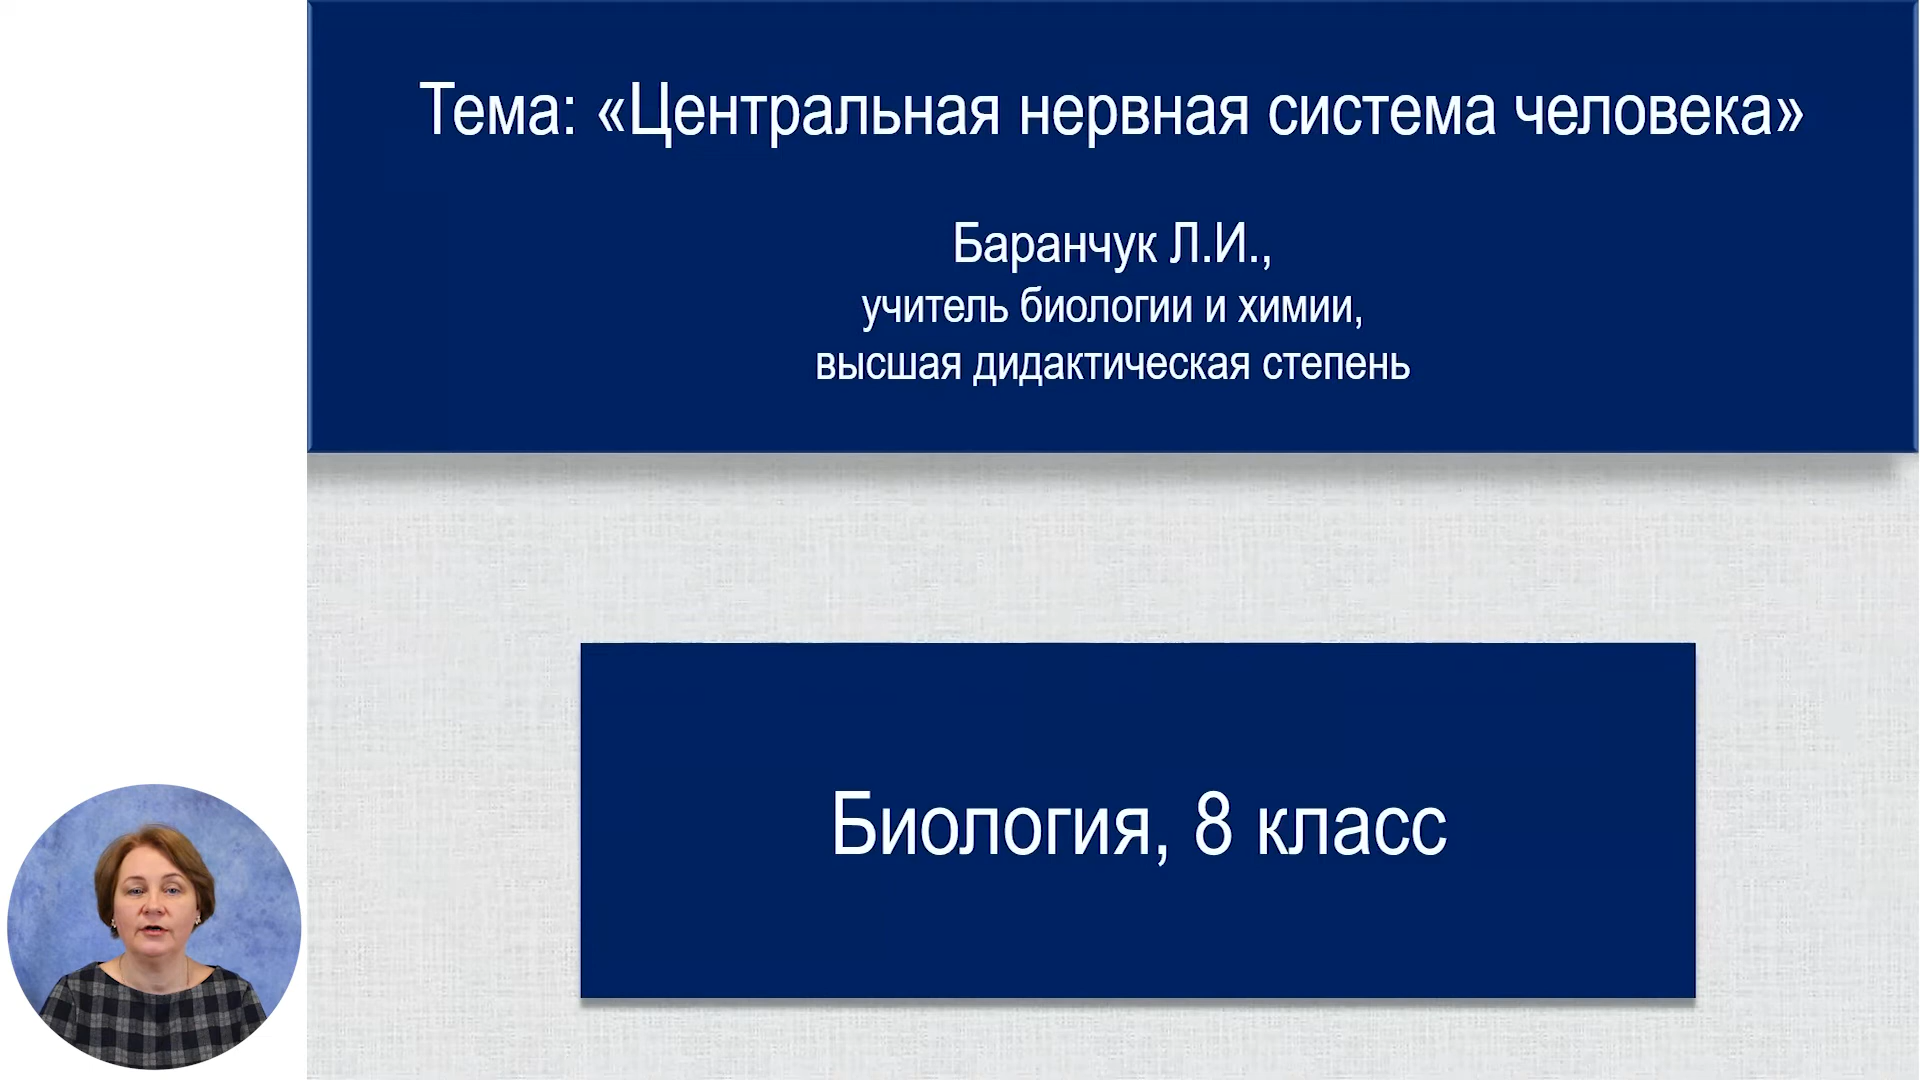 Тема: «Центральная нервная система человека»
Баранчук Л.И.,
учитель биологии и химии,
высшая дидактическая степень
Биология, 8 класс